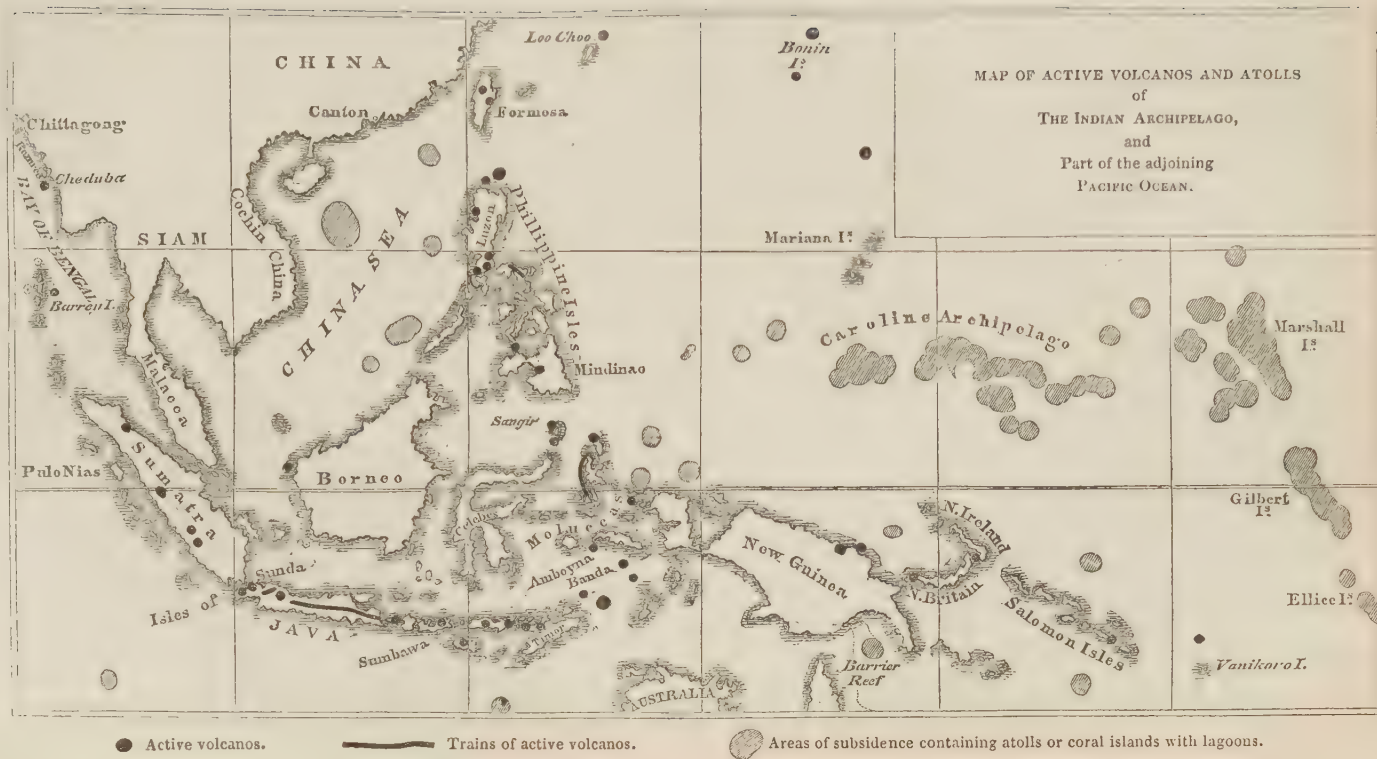 MAP OF ACTIVE VOLCANOS AND ATOLLS
of
THE INDIAN ARCHIPELAGO,
and
Part of the adjoining
PACIFIC OCEAN.
Loo Choo
Bonin
Is.
CHINA
Canton
Formosa
Chittagong
Ramree
Cheduba
BAY OF BENGAL
SIAM
Cochin China
CHINA SEA
Luzon
Phillippine Isles
Mariana Is.
Barren I.
Malacca
Caroline Archipelago
Marshall
Is.
Mindinao
Sangir
Pulo Nias
Sumatra
Borneo
Celebes
Moluccas
Gilbert
Is.
N. Ireland
New Guinea
Amboyna
Banda
N. Britain
Isles of Sunda
JAVA
Sumbawa
Timor
Salomon Isles
Ellice Is.
Barrier
Reef
Vanikoro I.
AUSTRALIA
Active volcanos.
Trains of active volcanos.
Areas of subsidence containing atolls or coral islands with lagoons.